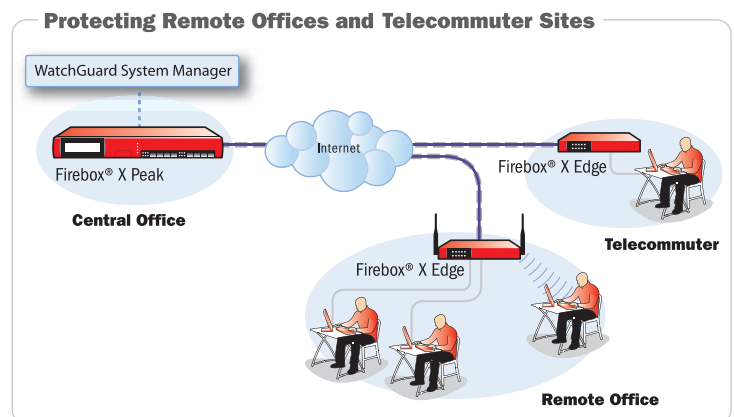 Protecting Remote Offices and Telecommuter Sites
WatchGuard System Manager
Firebox® X Peak
Central Office
Internet
Firebox® X Edge
Telecommuter
Firebox® X Edge
Remote Office